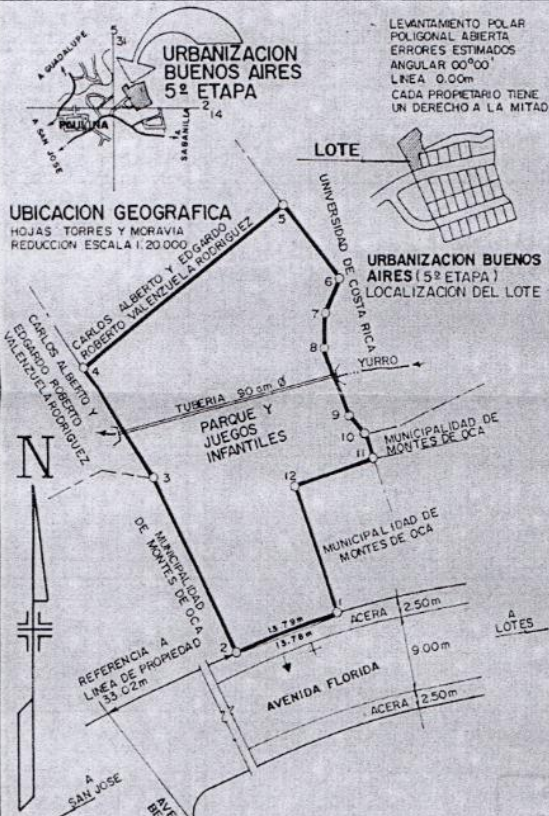 5
31
A GUADALUPE
URBANIZACION
BUENOS AIRES
5º ETAPA
2
14
PAULINA
A
SAN JOSE
A
SABANILLA
LEVANTAMIENTO POLAR
POLIGONAL ABIERTA
ERRORES ESTIMADOS
ANGULAR 00°00'
LINEA 0.00m
CADA PROPIETARIO TIENE
UN DERECHO A LA MITAD
LOTE
UBICACION GEOGRAFICA
HOJAS TORRES Y MORAVIA
REDUCCION ESCALA 1:20.000
URBANIZACION BUENOS
AIRES (5º ETAPA)
LOCALIZACION DEL LOTE
5
UNIVERSIDAD DE COSTA RICA
CARLOS ALBERTO Y EDGARDO
ROBERTO VALENZUELA RODRIGUEZ
6
7
8
4
CARLOS ALBERTO Y
EDGARDO ROBERTO
VALENZUELA RODRIGUEZ
TUBERIA .90 cm Ø
YURRO
PARQUE Y
JUEGOS
INFANTILES
9
10
11
MUNICIPALIDAD DE
MONTES DE OCA
N
3
12
MUNICIPALIDAD
DE MONTES DE OCA
MUNICIPALIDAD DE
MONTES DE OCA
1
2
13.79m
13.78m
ACERA 2.50m
A
LOTES
REFERENCIA A
LINEA DE PROPIEDAD
33.02m
9.00m
AVENIDA FLORIDA
ACERA 2.50m
A
SAN JOSE